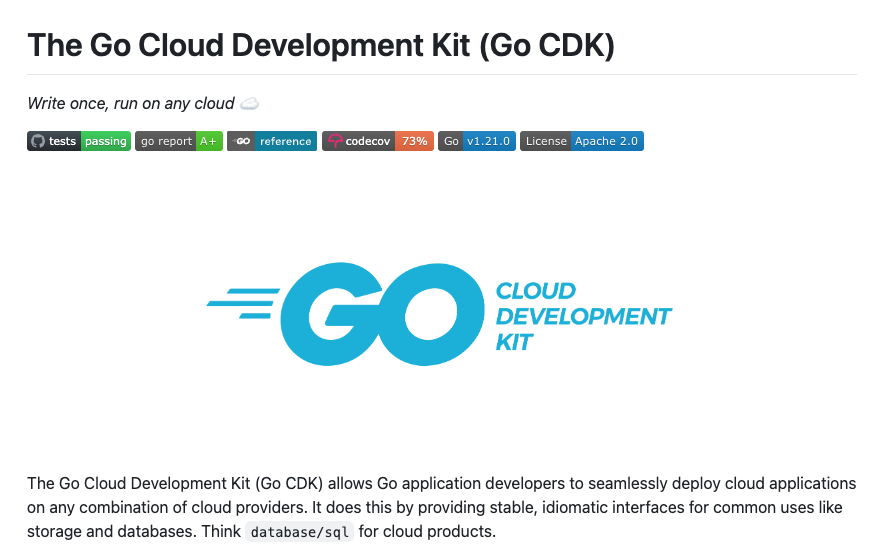 The Go Cloud Development Kit (Go CDK)
Write once, run on any cloud ☁️
tests passing go report A+ GO reference codecov 73% Go v1.21.0 License Apache 2.0
GO CLOUD
DEVELOPMENT
KIT
The Go Cloud Development Kit (Go CDK) allows Go application developers to seamlessly deploy cloud applications
on any combination of cloud providers. It does this by providing stable, idiomatic interfaces for common uses like
storage and databases. Think database/sql for cloud products.